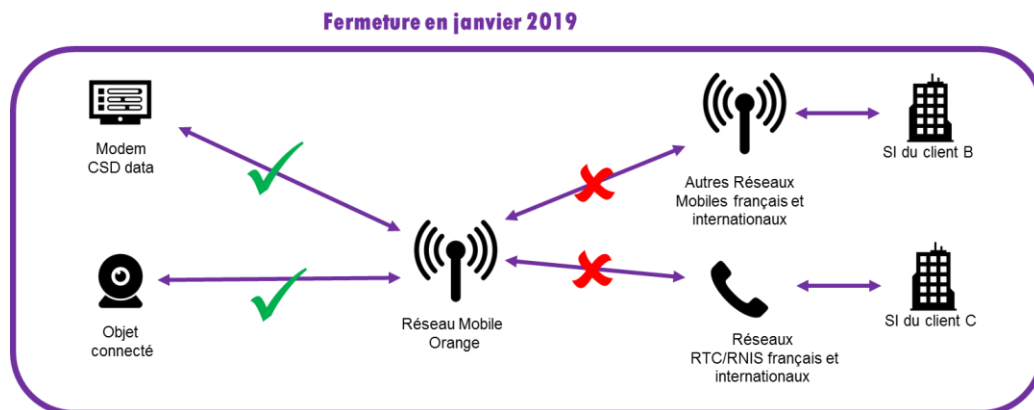 Fermeture en janvier 2019
Modem
CSD data
SI du client B
Autres Réseaux
Mobiles français et
internationaux
Objet
connecté
Réseau Mobile
Orange
SI du client C
Réseaux
RTC/RNIS français et
internationaux